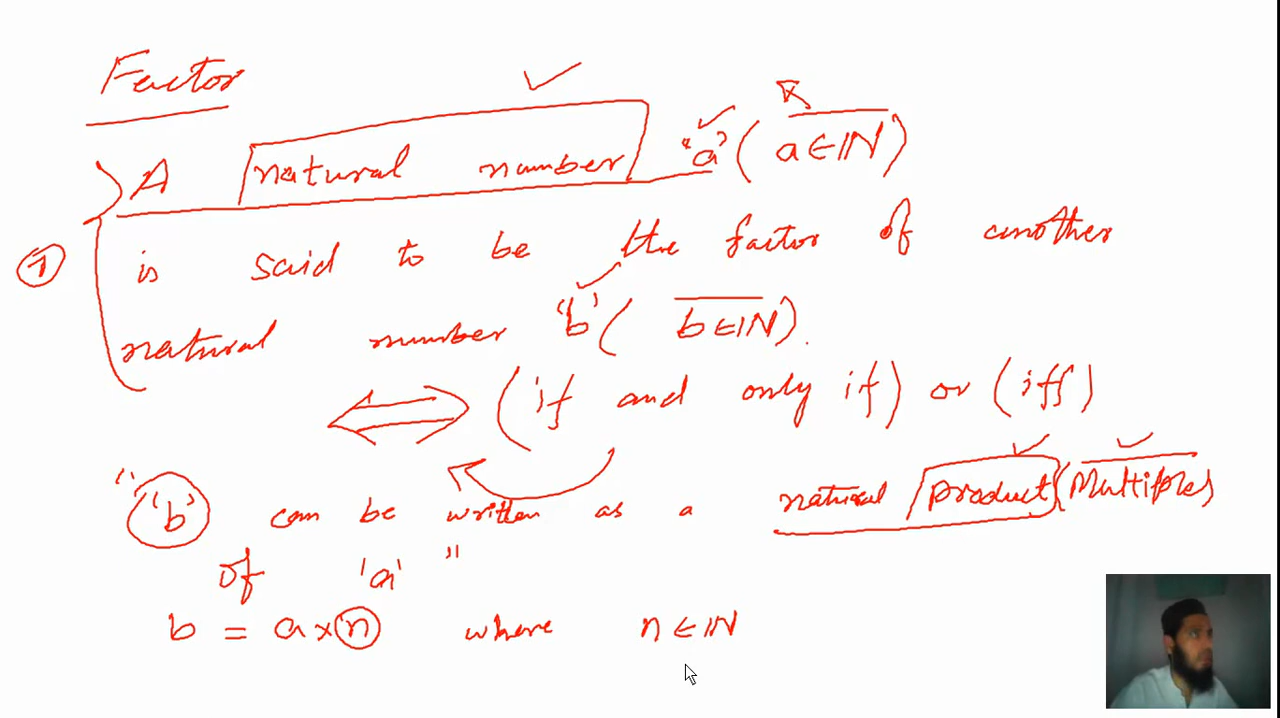 Factor
A natural number "a" (a∈ℕ)
① is said to be the factor of another
natural number 'b' (b∈ℕ).
⟺ (if and only if) or (iff)
" 'b' can be written as a natural product (Multiples)
of 'a' "
b = a×n where n∈ℕ